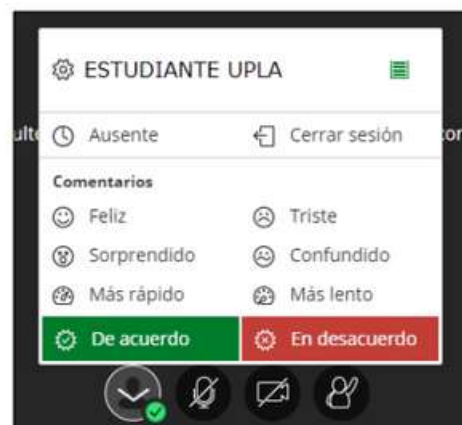 ESTUDIANTE UPLA
Ausente Cerrar sesión
Comentarios
Feliz Triste
Sorprendido Confundido
Más rápido Más lento
De acuerdo En desacuerdo